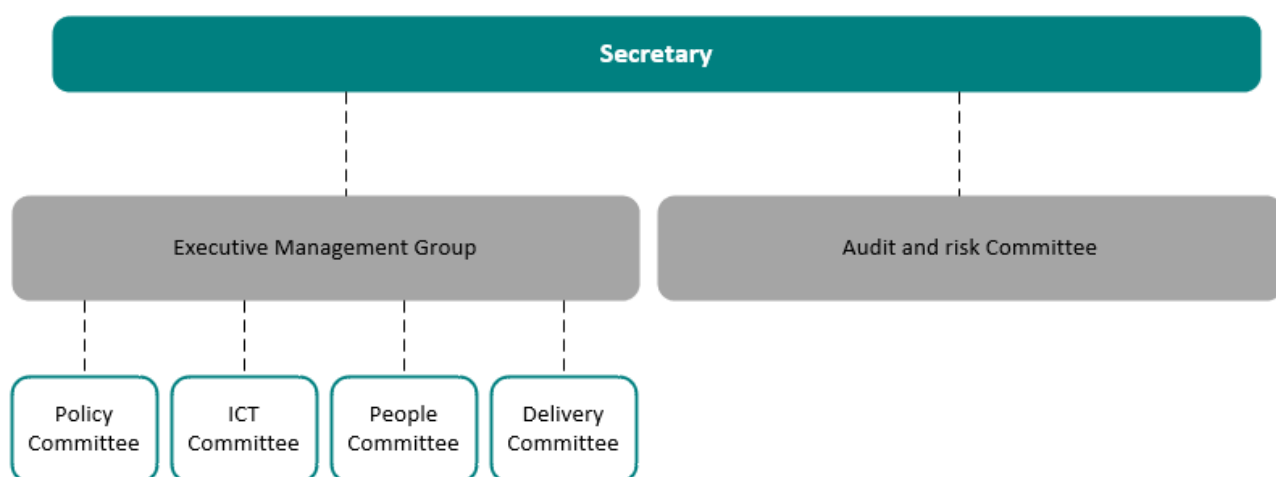 Secretary
Executive Management Group
Audit and risk Committee
Policy
Committee
ICT
Committee
People
Committee
Delivery
Committee